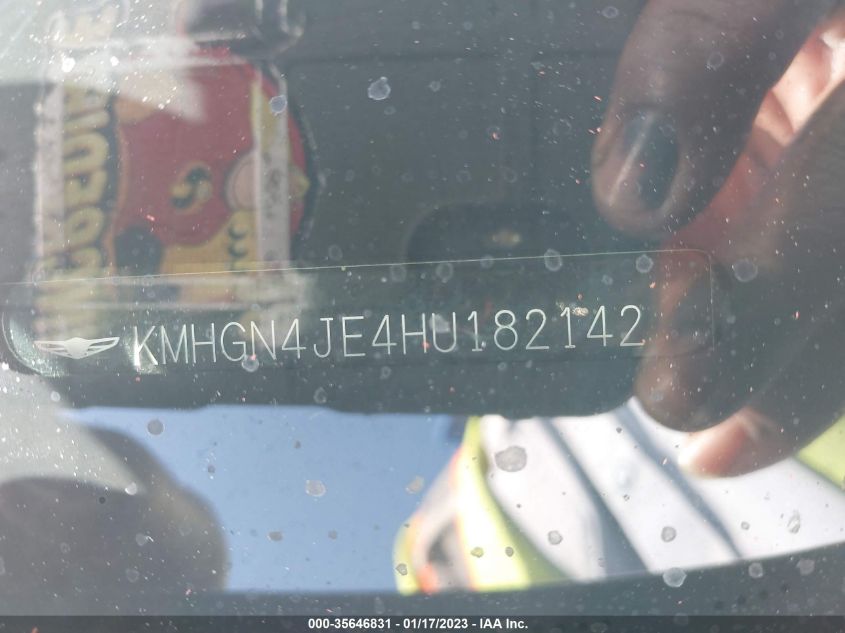 KMHGN4JE4HU182142
000-35646831 - 01/17/2023 - IAA Inc.